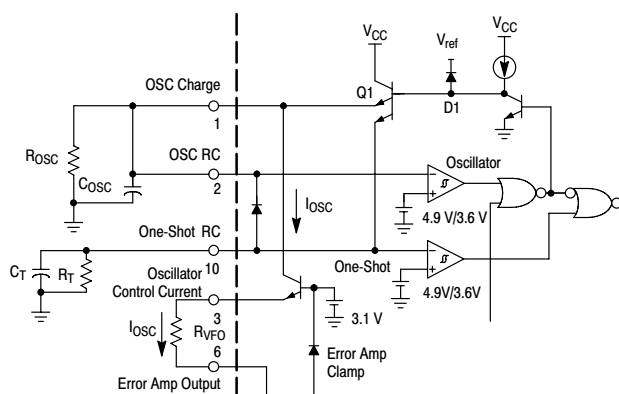 VCC
Vref
VCC
OSC Charge
Q1
D1
1
ROSC
COSC
OSC RC
2
Oscillator
IOSC
4.9 V/3.6 V
One-Shot RC
CT
RT
10
One-Shot
Oscillator
Control Current
4.9V/3.6V
3
3.1 V
IOSC
RVFO
6
Error Amp
Clamp
Error Amp Output